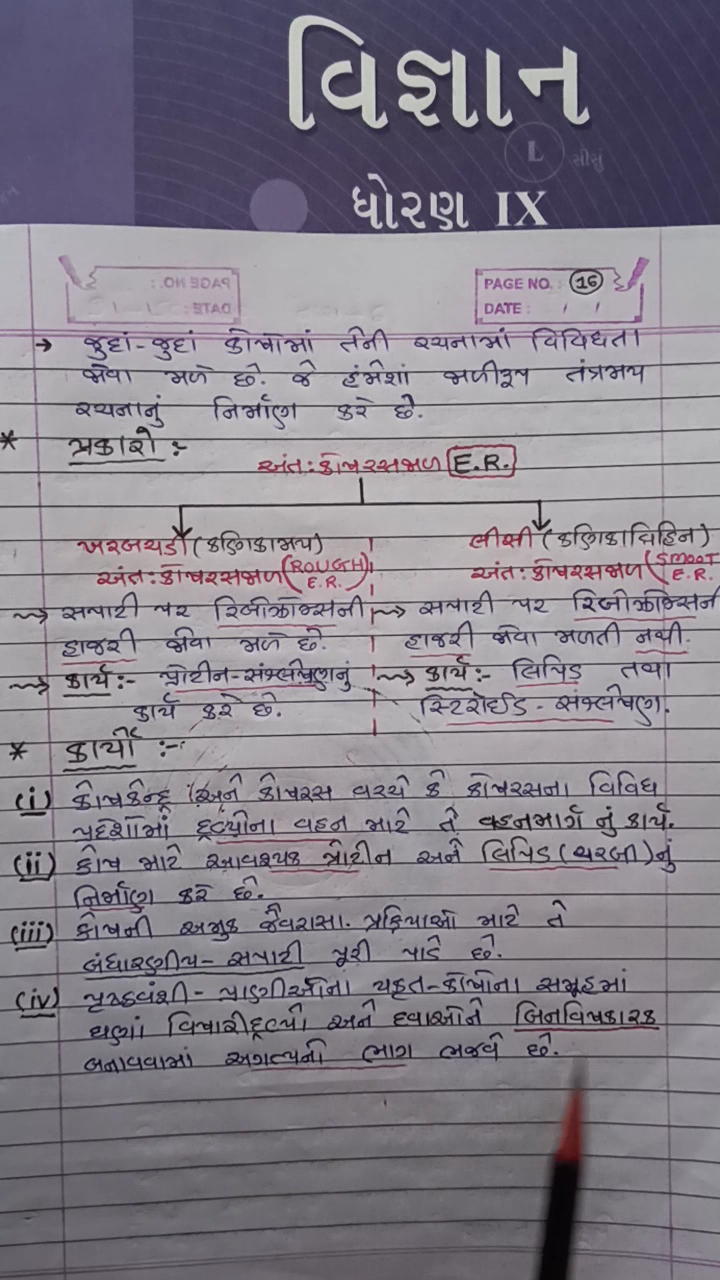 વિજ્ઞાન
L
સીસું
ધોરણ IX
PAGE NO. : 16
DATE : / /
→ જુદાં-જુદાં કોષોમાં તેની રચનામાં વિવિધતા
જોવા મળે છે. જે હંમેશાં જાળીરૂપ તંત્રમય
રચનાનું નિર્માણ કરે છે.
* પ્રકારો :-
અંત:કોષરસજાળ E.R.
ખરબચડી (કણિકામય) લીસી (કણિકાવિહિન)
અંત:કોષરસજાળ (ROUGH E.R.) અંત:કોષરસજાળ (SMOOT E.R.
~> સપાટી પર રિબોઝોમ્સની ~> સપાટી પર રિબોઝોમ્સન
હાજરી જોવા મળે છે. હાજરી જોવા મળતી નથી.
~> કાર્ય:- પ્રોટીન-સંશ્લેષણનું ~> કાર્ય:- લિપિડ તથા
કાર્ય કરે છે. સ્ટિરોઈડ - સંશ્લેષણ.
* કાર્યો :-
(i) કોષકેન્દ્ર અને કોષરસ વચ્ચે કે કોષરસના વિવિધ
પ્રદેશોમાં દ્રવ્યોના વહન માટે તે વહનમાર્ગ નું કાર્ય.
(ii) કોષ માટે આવશ્યક પ્રોટીન અને લિપિડ (ચરબી) નું
નિર્માણ કરે છે.
(iii) કોષની અમુક જૈવરાસા. પ્રક્રિયાઓ માટે તે
બંધારણીય- સપાટી પૂરી પાડે છે.
(iv) પૃષ્ઠવંશી - પ્રાણીઓના યકૃત-કોષોના સમૂહમાં
ઘણાં વિષારીદ્રવ્યો અને દવાઓને બિનવિષકારક
બનાવવામાં અગત્યની ભાગ ભજવે છે.